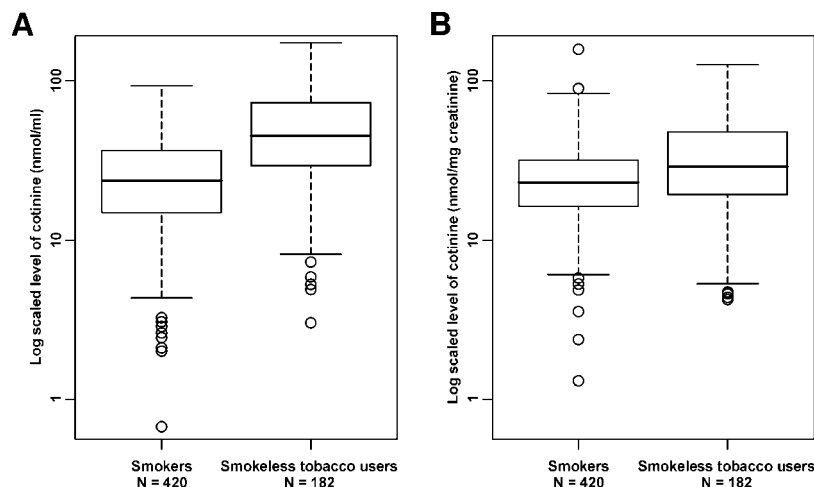 A
Log scaled level of cotinine (nmol/ml)
100
10
1
Smokers
N = 420
Smokeless tobacco users
N = 182
B
Log scaled level of cotinine (nmol/mg creatinine)
100
10
1
Smokers
N = 420
Smokeless tobacco users
N = 182